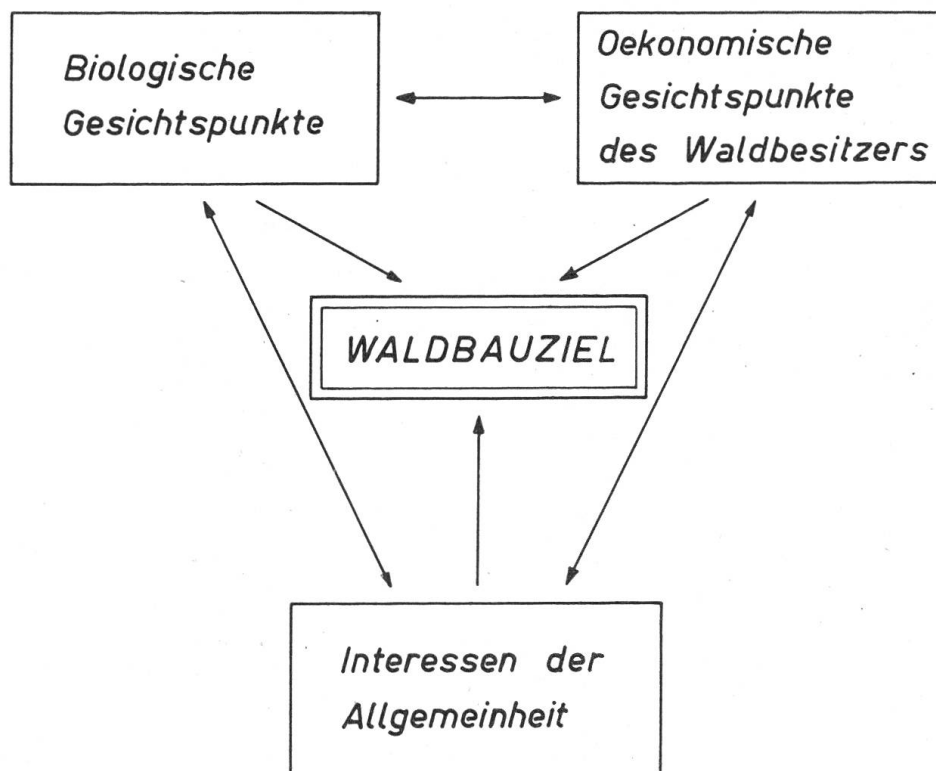 Biologische
Gesichtspunkte
Oekonomische
Gesichtspunkte
des Waldbesitzers
WALDBAUZIEL
Interessen der
Allgemeinheit